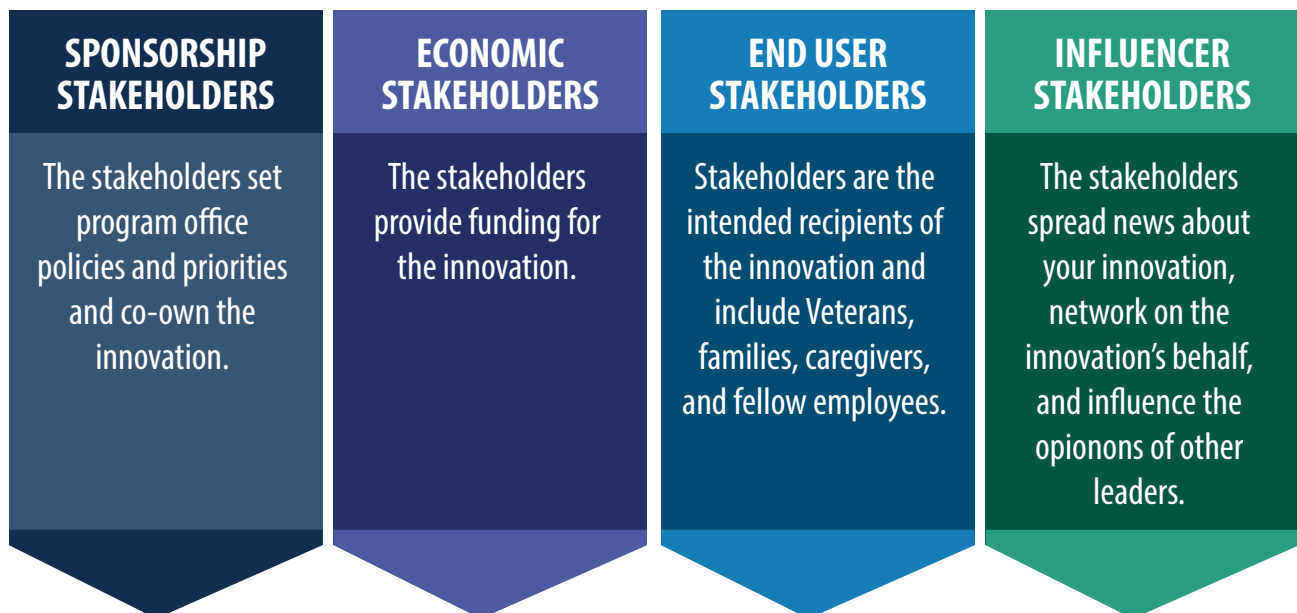 SPONSORSHIP
STAKEHOLDERS
The stakeholders set
program office
policies and priorities
and co-own the
innovation.
ECONOMIC
STAKEHOLDERS
The stakeholders
provide funding for
the innovation.
END USER
STAKEHOLDERS
Stakeholders are the
intended recipients of
the innovation and
include Veterans,
families, caregivers,
and fellow employees.
INFLUENCER
STAKEHOLDERS
The stakeholders
spread news about
your innovation,
network on the
innovation’s behalf,
and influence the
opionons of other
leaders.